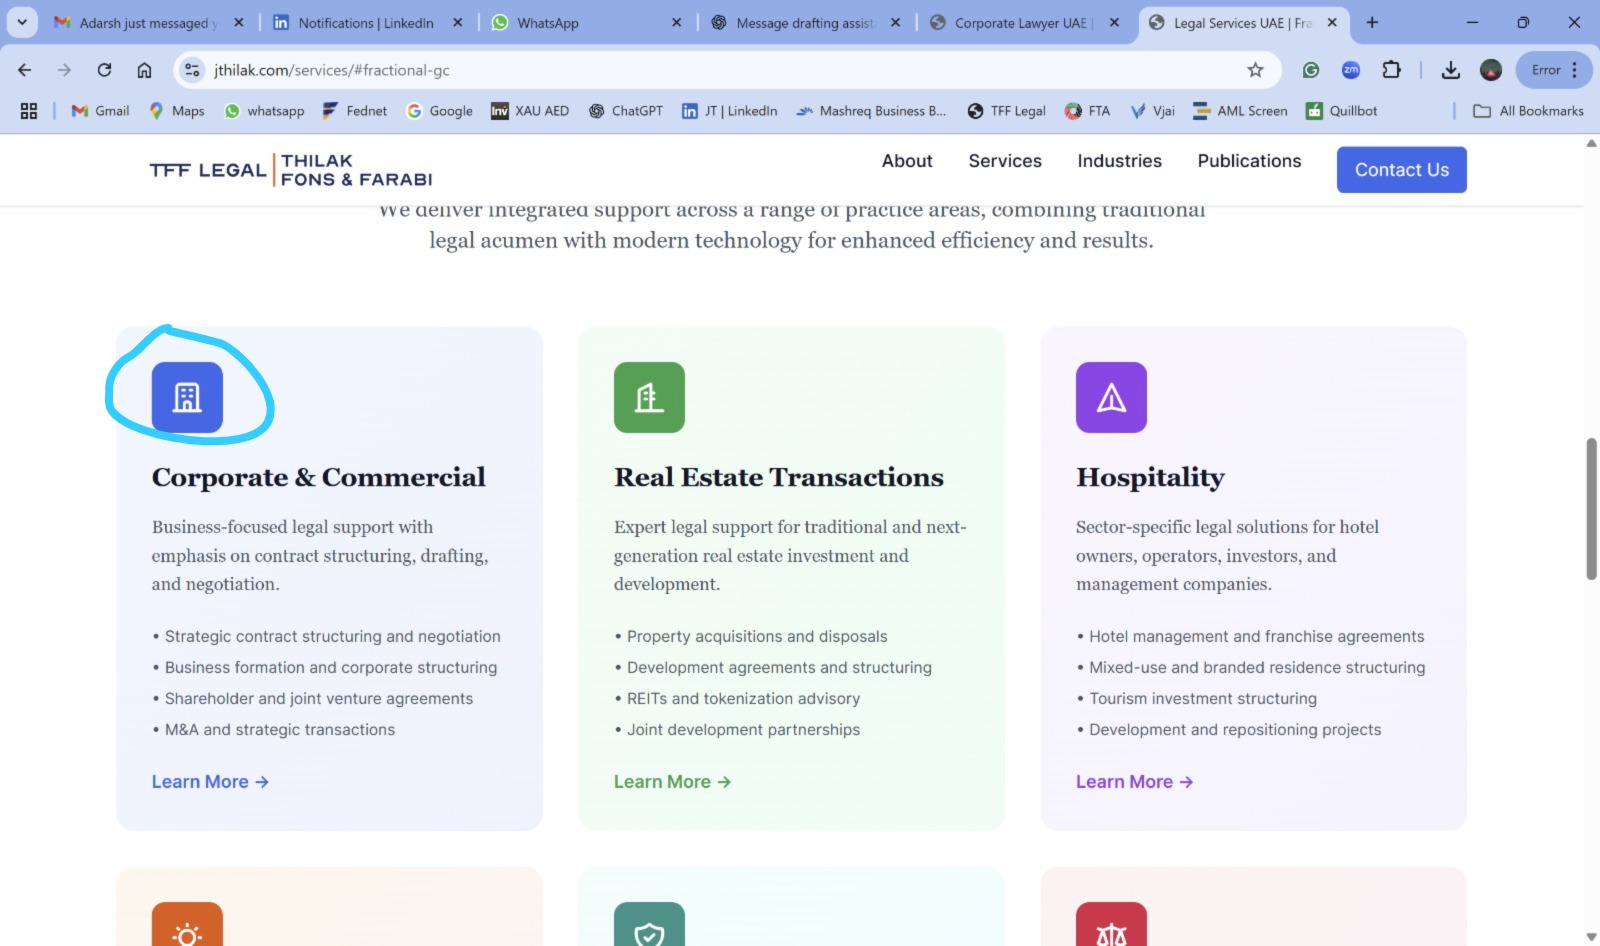 Adarsh just messaged y
Notifications | LinkedIn
WhatsApp
Message drafting assist
Corporate Lawyer UAE |
Legal Services UAE | Fra
jthilak.com/services/#fractional-gc
zm
Error
Gmail
Maps
whatsapp
Fednet
Google
Inv
XAU AED
ChatGPT
in
JT | LinkedIn
Mashreq Business B...
TFF Legal
FTA
Vjai
AML Screen
Quillbot
All Bookmarks
TFF LEGAL
THILAK
FONS & FARABI
About
Services
Industries
Publications
Contact Us
We deliver integrated support across a range of practice areas, combining traditional
legal acumen with modern technology for enhanced efficiency and results.
Corporate & Commercial
Business-focused legal support with
emphasis on contract structuring, drafting,
and negotiation.
• Strategic contract structuring and negotiation
• Business formation and corporate structuring
• Shareholder and joint venture agreements
• M&A and strategic transactions
Learn More →
Real Estate Transactions
Expert legal support for traditional and next-
generation real estate investment and
development.
• Property acquisitions and disposals
• Development agreements and structuring
• REITs and tokenization advisory
• Joint development partnerships
Learn More →
Hospitality
Sector-specific legal solutions for hotel
owners, operators, investors, and
management companies.
• Hotel management and franchise agreements
• Mixed-use and branded residence structuring
• Tourism investment structuring
• Development and repositioning projects
Learn More →